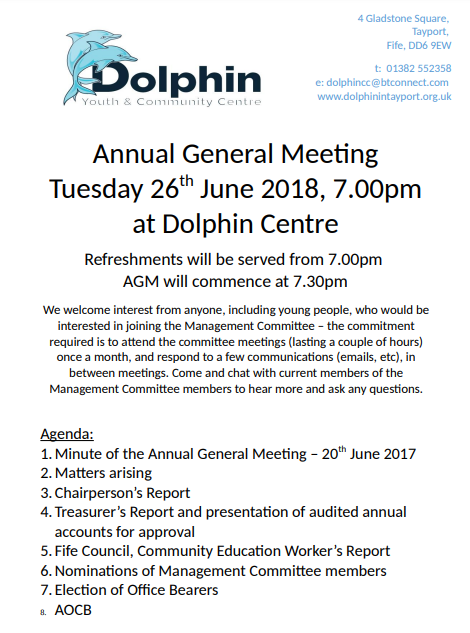 4 Gladstone Square,
Tayport,
Fife, DD6 9EW
t: 01382 552358
e: dolphincc@btconnect.com
www.dolphinintayport.org.uk
Dolphin
Youth & Community Centre
Annual General Meeting
Tuesday 26th June 2018, 7.00pm
at Dolphin Centre
Refreshments will be served from 7.00pm
AGM will commence at 7.30pm
We welcome interest from anyone, including young people, who would be
interested in joining the Management Committee – the commitment
required is to attend the committee meetings (lasting a couple of hours)
once a month, and respond to a few communications (emails, etc), in
between meetings. Come and chat with current members of the
Management Committee members to hear more and ask any questions.
Agenda:
1. Minute of the Annual General Meeting – 20th June 2017
2. Matters arising
3. Chairperson’s Report
4. Treasurer’s Report and presentation of audited annual
accounts for approval
5. Fife Council, Community Education Worker’s Report
6. Nominations of Management Committee members
7. Election of Office Bearers
8. AOCB